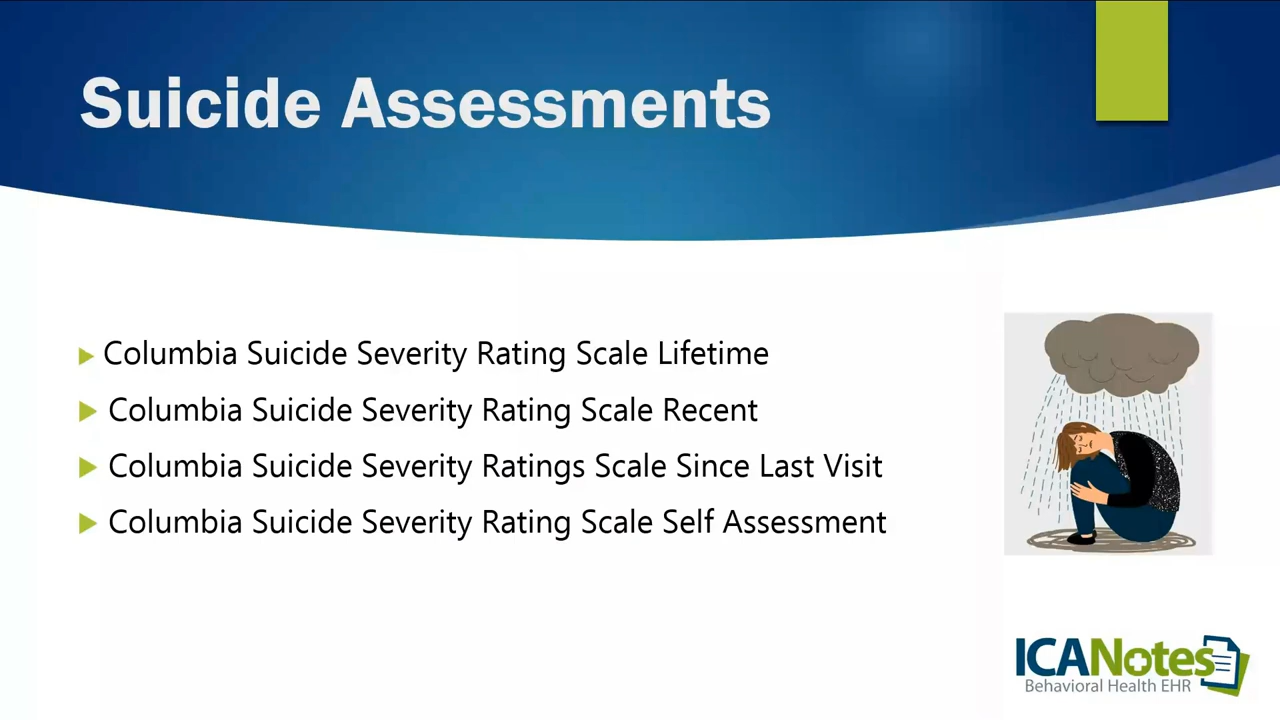 Suicide Assessments
Columbia Suicide Severity Rating Scale Lifetime
Columbia Suicide Severity Rating Scale Recent
Columbia Suicide Severity Ratings Scale Since Last Visit
Columbia Suicide Severity Rating Scale Self Assessment
ICANotes
Behavioral Health EHR